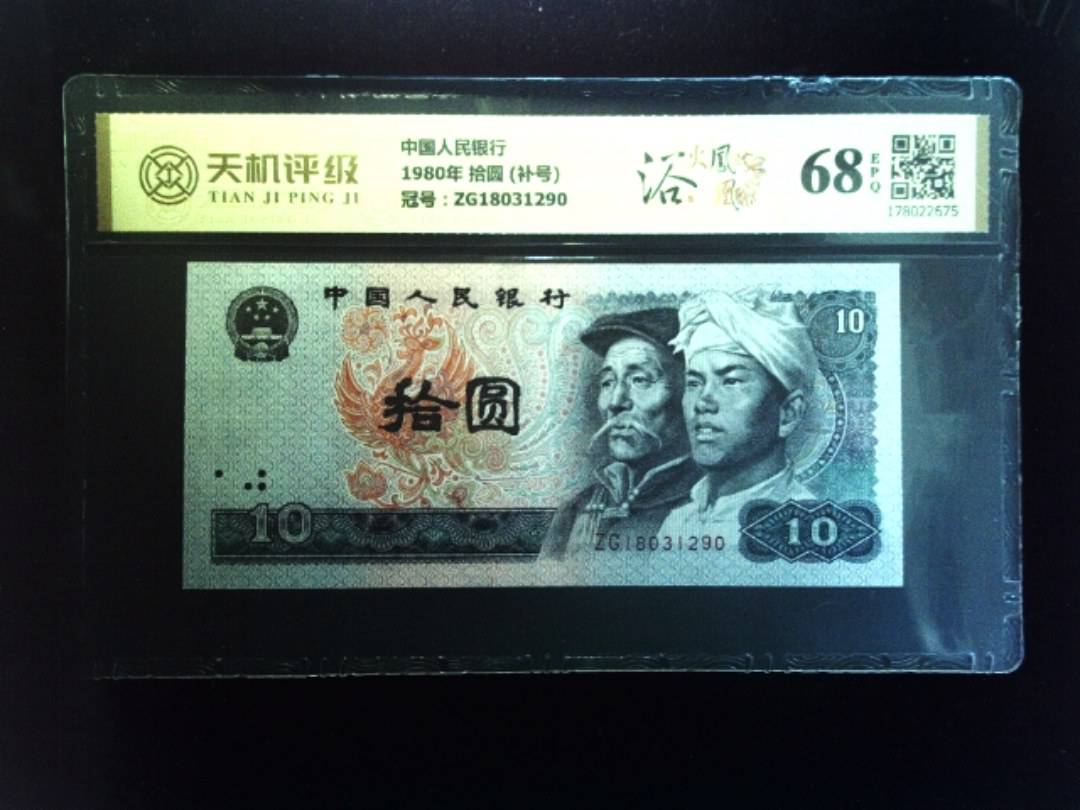 天机评级
TIAN JI PING JI
中国人民银行
1980年 拾圆 (补号)
冠号：ZG18031290
浴火凤凰
68
EPQ
178022675
中国人民银行
10
拾圆
10
ZG18031290
10